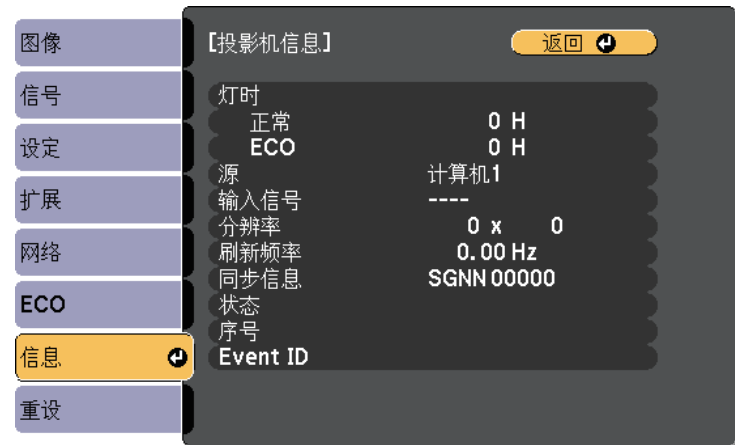 图像
信号
设定
扩展
网络
ECO
信息
重设
[投影机信息]
返回
灯时
正常 0 H
ECO 0 H
源 计算机1
输入信号 ----
分辨率 0 x 0
刷新频率 0.00 Hz
同步信息 SGNN 00000
状态
序号
Event ID